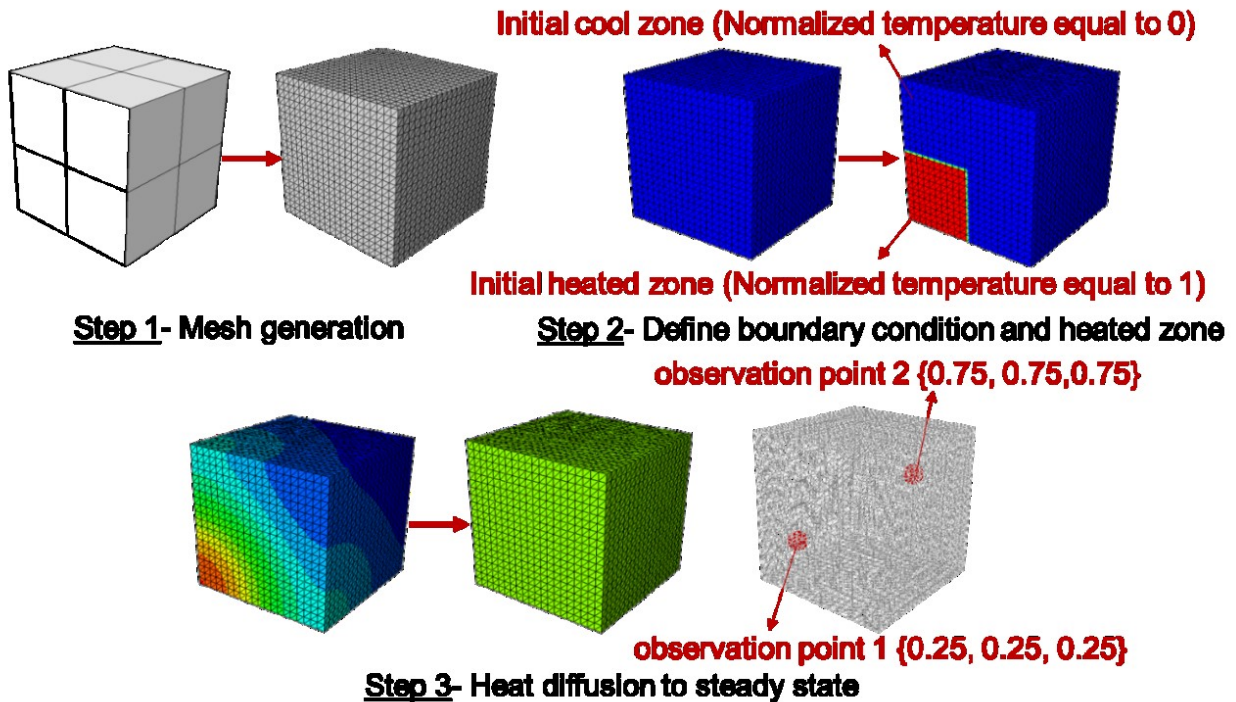 Initial cool zone (Normalized temperature equal to 0)
Initial heated zone (Normalized temperature equal to 1)
Step 1- Mesh generation
Step 2- Define boundary condition and heated zone
observation point 2 {0.75, 0.75,0.75}
observation point 1 {0.25, 0.25, 0.25}
Step 3- Heat diffusion to steady state